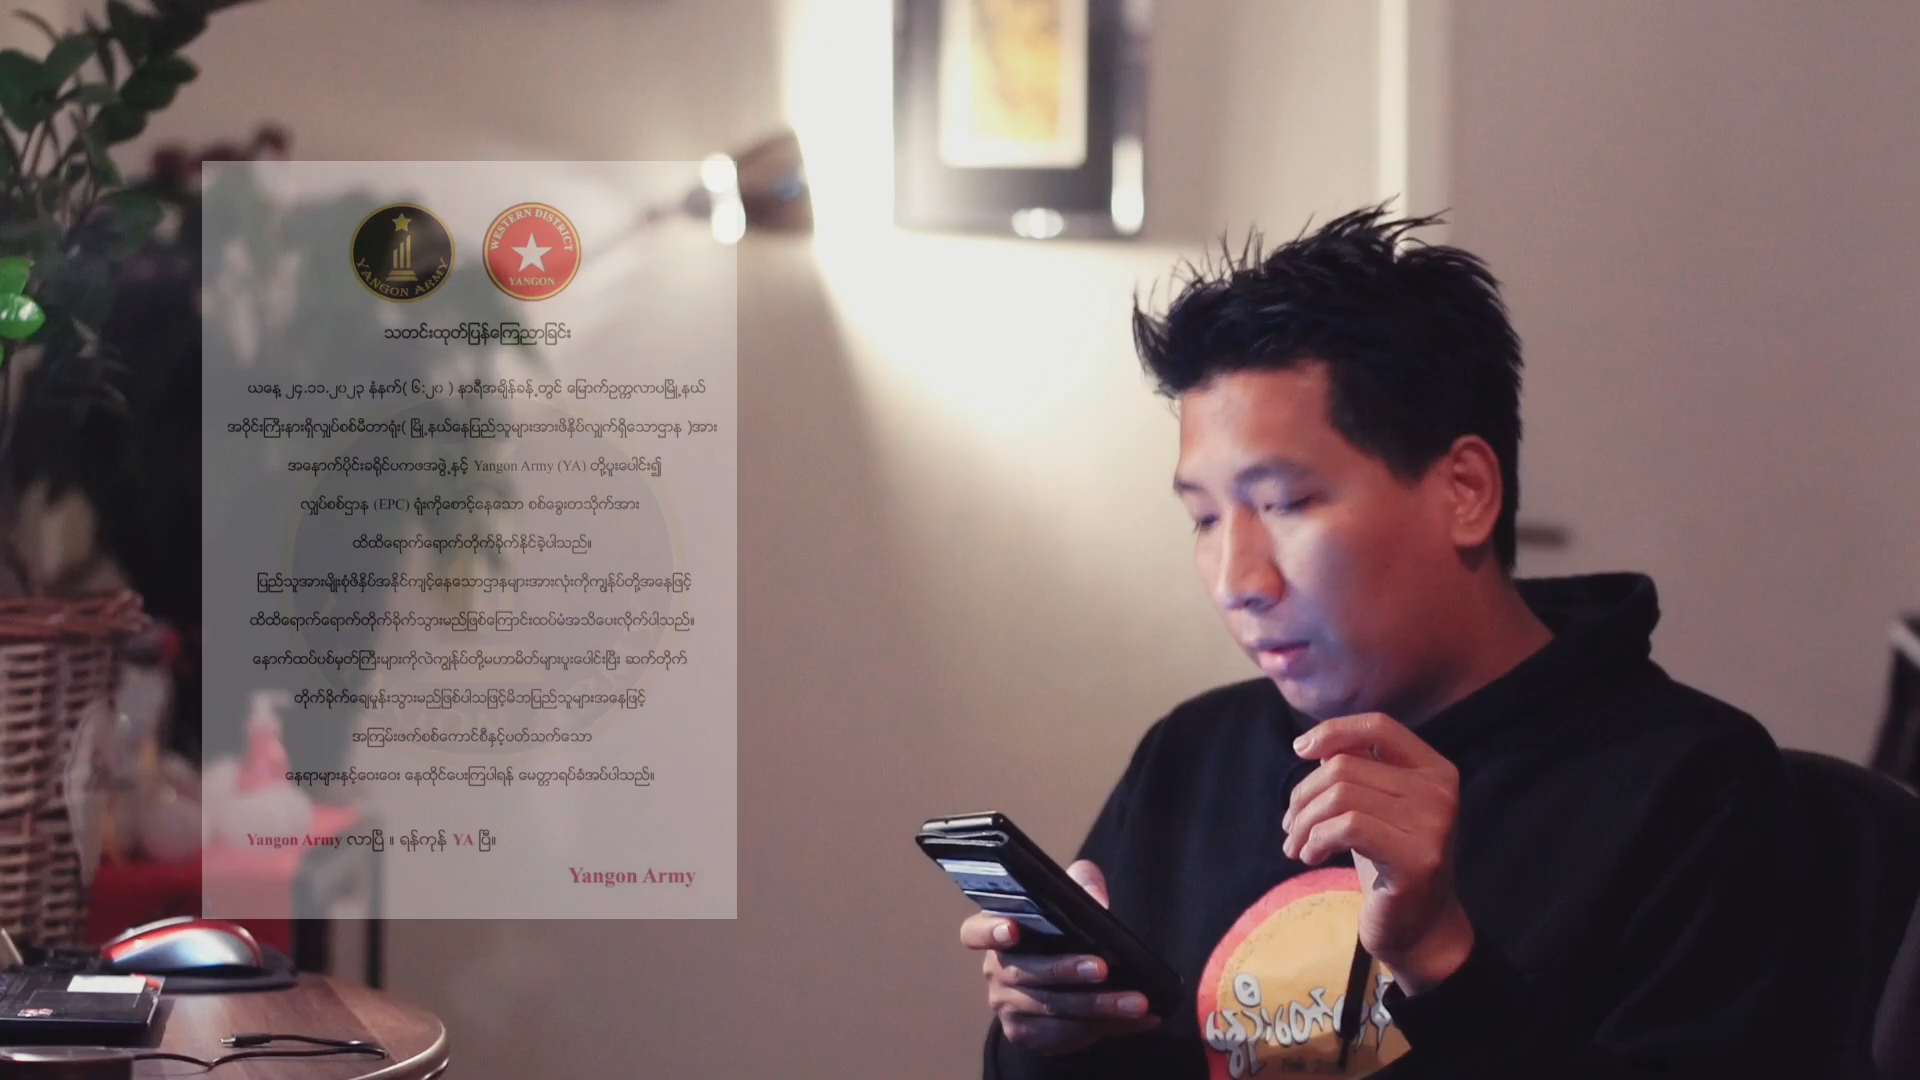 YANGON ARMY
WESTERN DISTRICT
YANGON
သတင်းထုတ်ပြန်ကြေညာခြင်း
ယနေ့ ၂၄.၁၁.၂၀၂၃ နံနက်( ၆:၂၀ ) နာရီအချိန်ခန့်တွင် မြောက်ဥက္ကလာပမြို့နယ်
အဝိုင်းကြီးနားရှိလျှပ်စစ်မီတာရုံး( မြို့နယ်နေပြည်သူများအားဖိနှိပ်လျှက်ရှိသောဌာန )အား
အနောက်ပိုင်းခရိုင်ပကဖအဖွဲ့နှင့် Yangon Army (YA) တို့ပူးပေါင်း၍
လျှပ်စစ်ဌာန (EPC) ရုံးကိုစောင့်နေသော စစ်ခွေးတသိုက်အား
ထိထိရောက်ရောက်တိုက်ခိုက်နိုင်ခဲ့ပါသည်။
ပြည်သူအားမျိုးစုံဖိနှိပ်အနိုင်ကျင့်နေသောဌာနများအားလုံးကိုကျွန်ုပ်တို့အနေဖြင့်
ထိထိရောက်ရောက်တိုက်ခိုက်သွားမည်ဖြစ်ကြောင်းထပ်မံအသိပေးလိုက်ပါသည်။
နောက်ထပ်ပစ်မှတ်ကြီးများကိုလဲကျွန်ုပ်တို့မဟာမိတ်များပူးပေါင်းပြီး ဆက်တိုက်
တိုက်ခိုက်ချေမှုန်းသွားမည်ဖြစ်ပါသဖြင့်မိဘပြည်သူများအနေဖြင့်
အကြမ်းဖက်စစ်ကောင်စီနှင့်ပတ်သက်သော
နေရာများနှင့်ဝေးဝေး နေထိုင်ပေးကြပါရန် မေတ္တာရပ်ခံအပ်ပါသည်။
Yangon Army လာပြီ ။ ရန်ကုန် YA ပြီ။
Yangon Army